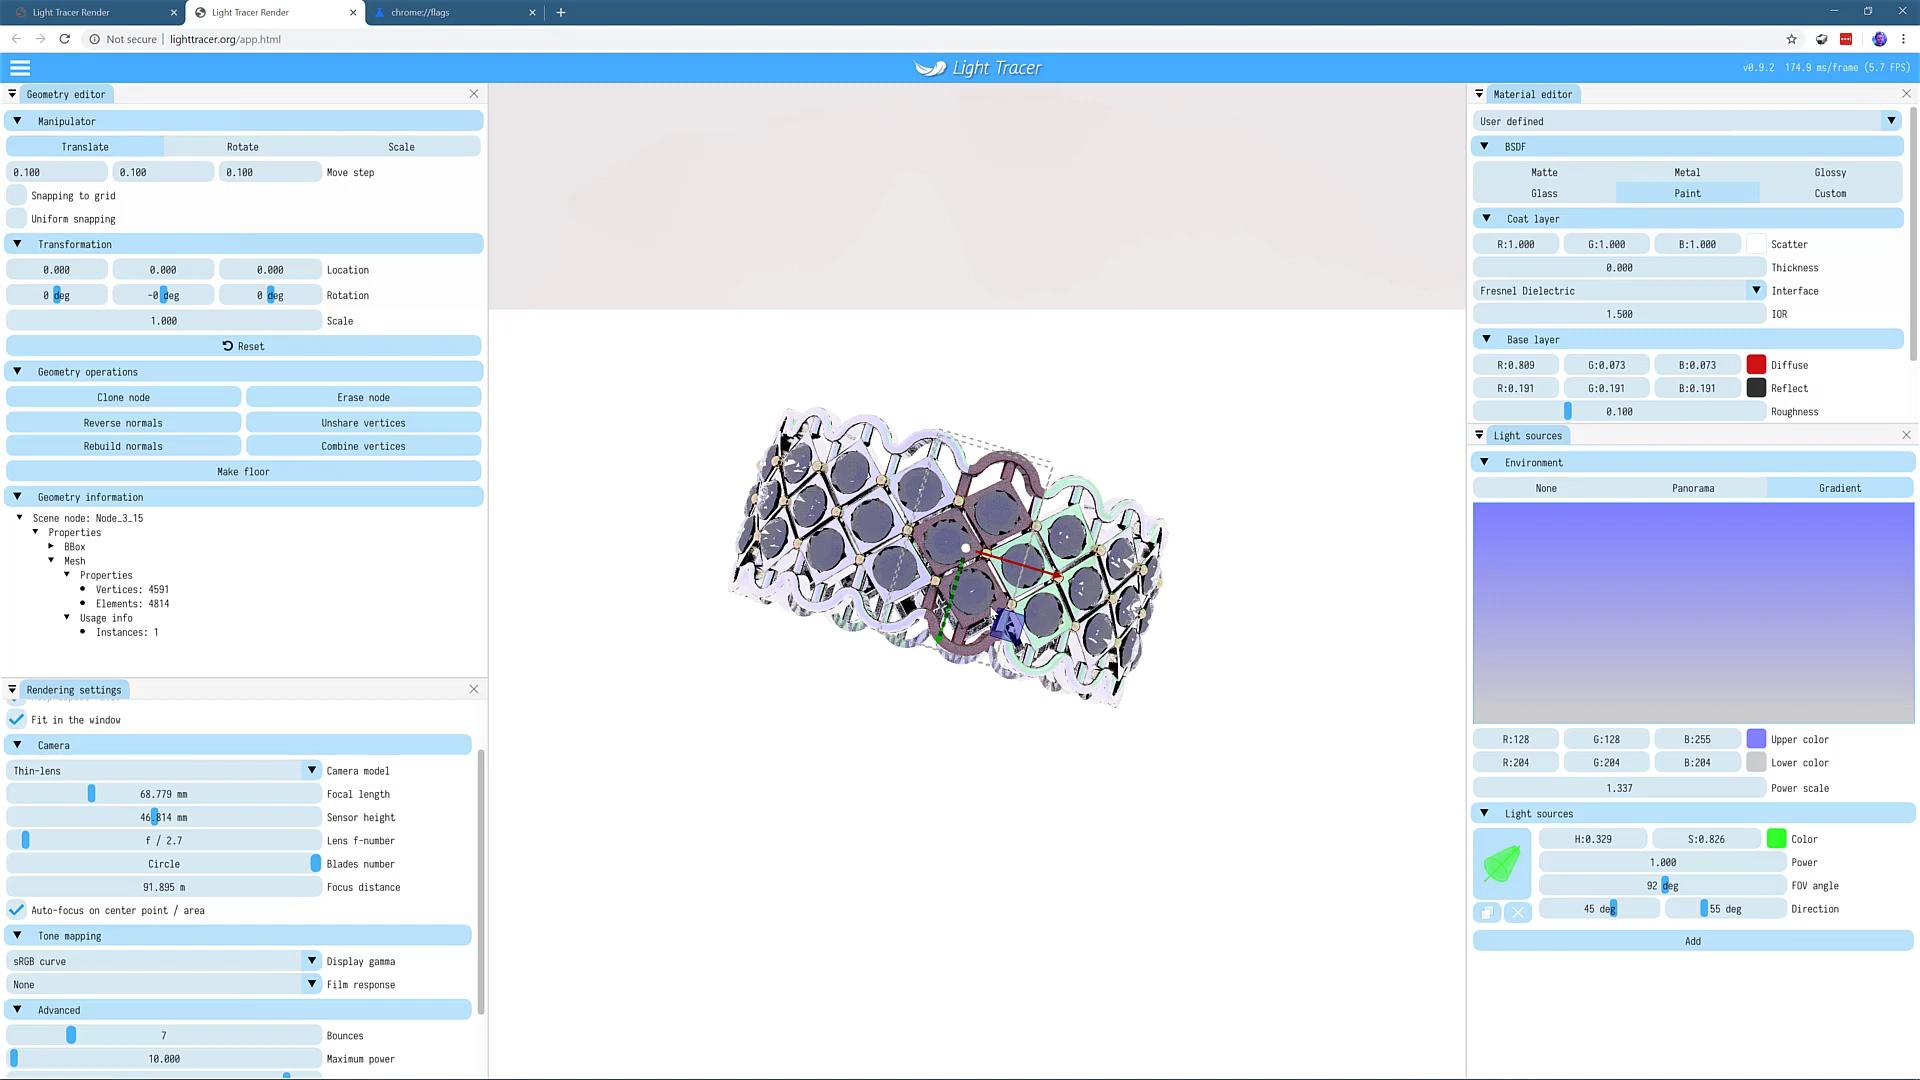 Light Tracer Render
Light Tracer Render
chrome://flags
Not secure
lighttracer.org/app.html
Light Tracer
v0.9.2 174.9 ms/frame (5.7 FPS)
Geometry editor
Manipulator
Translate Rotate Scale
0.100 0.100 0.100 Move step
Snapping to grid
Uniform snapping
Transformation
0.000 0.000 0.000 Location
0 deg -0 deg 0 deg Rotation
1.000 Scale
Reset
Geometry operations
Clone node Erase node
Reverse normals Unshare vertices
Rebuild normals Combine vertices
Make floor
Geometry information
Scene node: Node_3_15
Properties
BBox
Mesh
Properties
Vertices: 4591
Elements: 4814
Usage info
Instances: 1
Rendering settings
Fit in the window
Camera
Thin-lens Camera model
68.779 mm Focal length
46.814 mm Sensor height
f / 2.7 Lens f-number
Circle Blades number
91.895 m Focus distance
Auto-focus on center point / area
Tone mapping
sRGB curve Display gamma
None Film response
Advanced
7 Bounces
10.000 Maximum power
Material editor
User defined
BSDF
Matte Metal Glossy
Glass Paint Custom
Coat layer
R:1.000 G:1.000 B:1.000 Scatter
0.000 Thickness
Fresnel Dielectric Interface
1.500 IOR
Base layer
R:0.809 G:0.073 B:0.073 Diffuse
R:0.191 G:0.191 B:0.191 Reflect
0.100 Roughness
Light sources
Environment
None Panorama Gradient
R:128 G:128 B:255 Upper color
R:204 G:204 B:204 Lower color
1.337 Power scale
Light sources
H:0.329 S:0.826 Color
1.000 Power
92 deg FOV angle
45 deg 55 deg Direction
Add